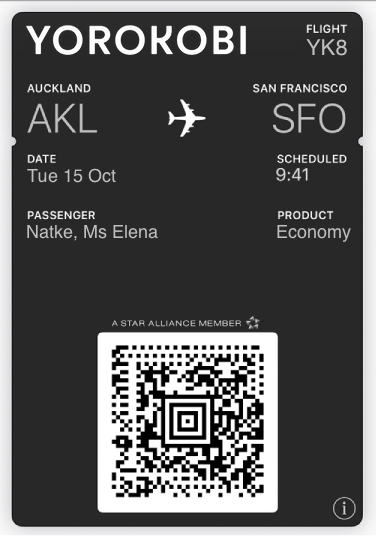 YOROKOBI
FLIGHT
YK8
AUCKLAND
SAN FRANCISCO
AKL
SFO
DATE
SCHEDULED
Tue 15 Oct
9:41
PASSENGER
PRODUCT
Natke, Ms Elena
Economy
A STAR ALLIANCE MEMBER
i